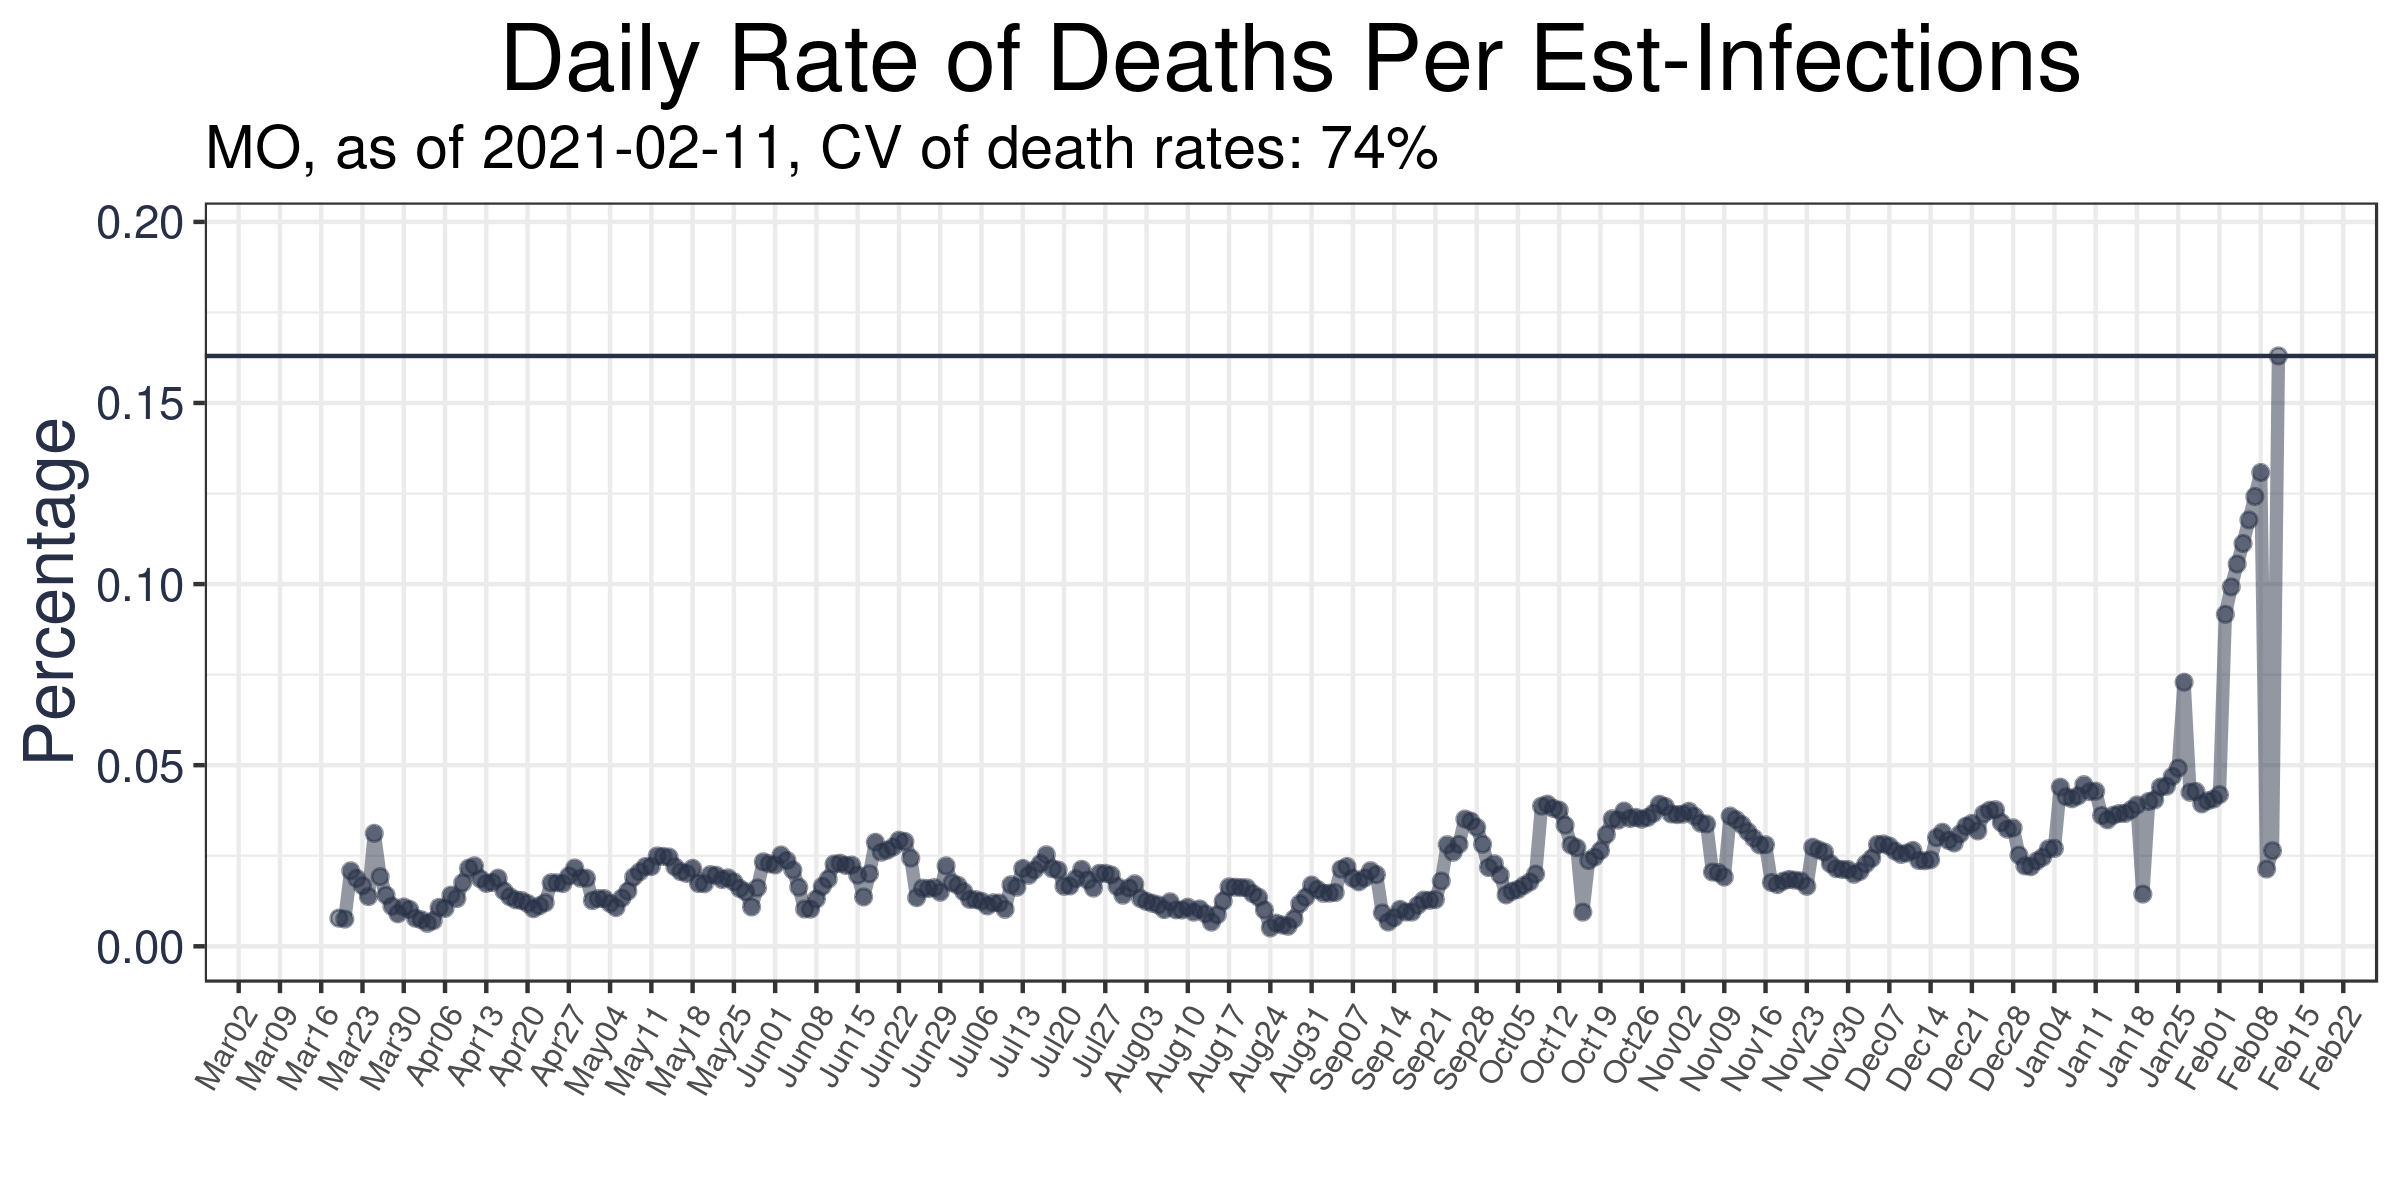 Daily Rate of Deaths Per Est-Infections
MO, as of 2021-02-11, CV of death rates: 74%
Percentage
0.20
0.15
0.10
0.05
0.00
Mar02
Mar09
Mar16
Mar23
Mar30
Apr06
Apr13
Apr20
Apr27
May04
May11
May18
May25
Jun01
Jun08
Jun15
Jun22
Jun29
Jul06
Jul13
Jul20
Jul27
Aug03
Aug10
Aug17
Aug24
Aug31
Sep07
Sep14
Sep21
Sep28
Oct05
Oct12
Oct19
Oct26
Nov02
Nov09
Nov16
Nov23
Nov30
Dec07
Dec14
Dec21
Dec28
Jan04
Jan11
Jan18
Jan25
Feb01
Feb08
Feb15
Feb22